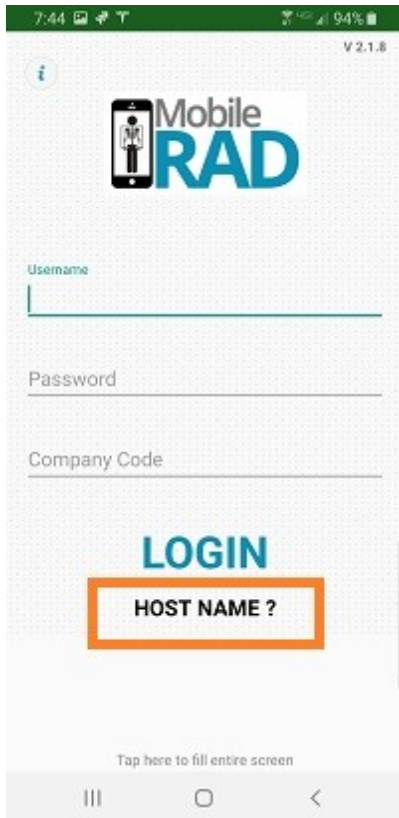 7:44 94%
V 2.1.8
i
Mobile
RAD
Username
Password
Company Code
LOGIN
HOST NAME ?
Tap here to fill entire screen